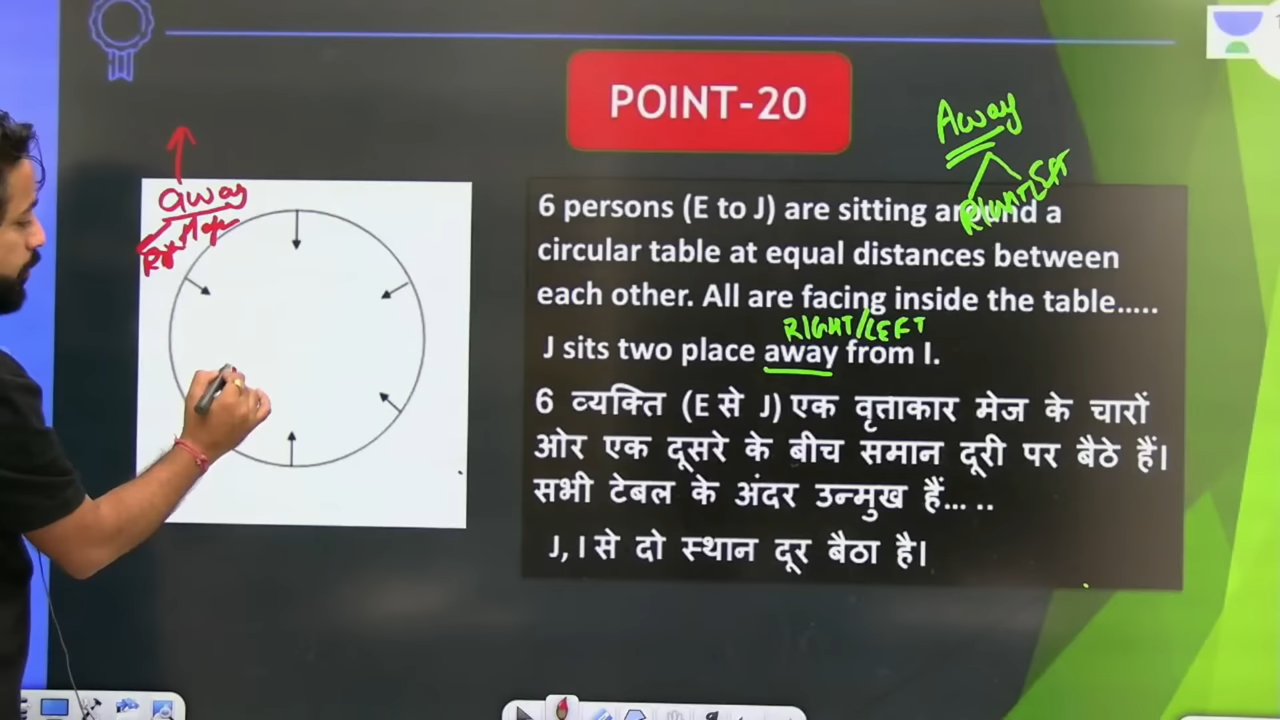 POINT-20
Away
RIGHT/LEFT
away
6 persons (E to J) are sitting around a
circular table at equal distances between
each other. All are facing inside the table.....
RIGHT/LEFT
J sits two place away from I.
6 व्यक्ति (E से J) एक वृत्ताकार मेज के चारों
ओर एक दूसरे के बीच समान दूरी पर बैठे हैं।
सभी टेबल के अंदर उन्मुख हैं... ..
J, I से दो स्थान दूर बैठा है।